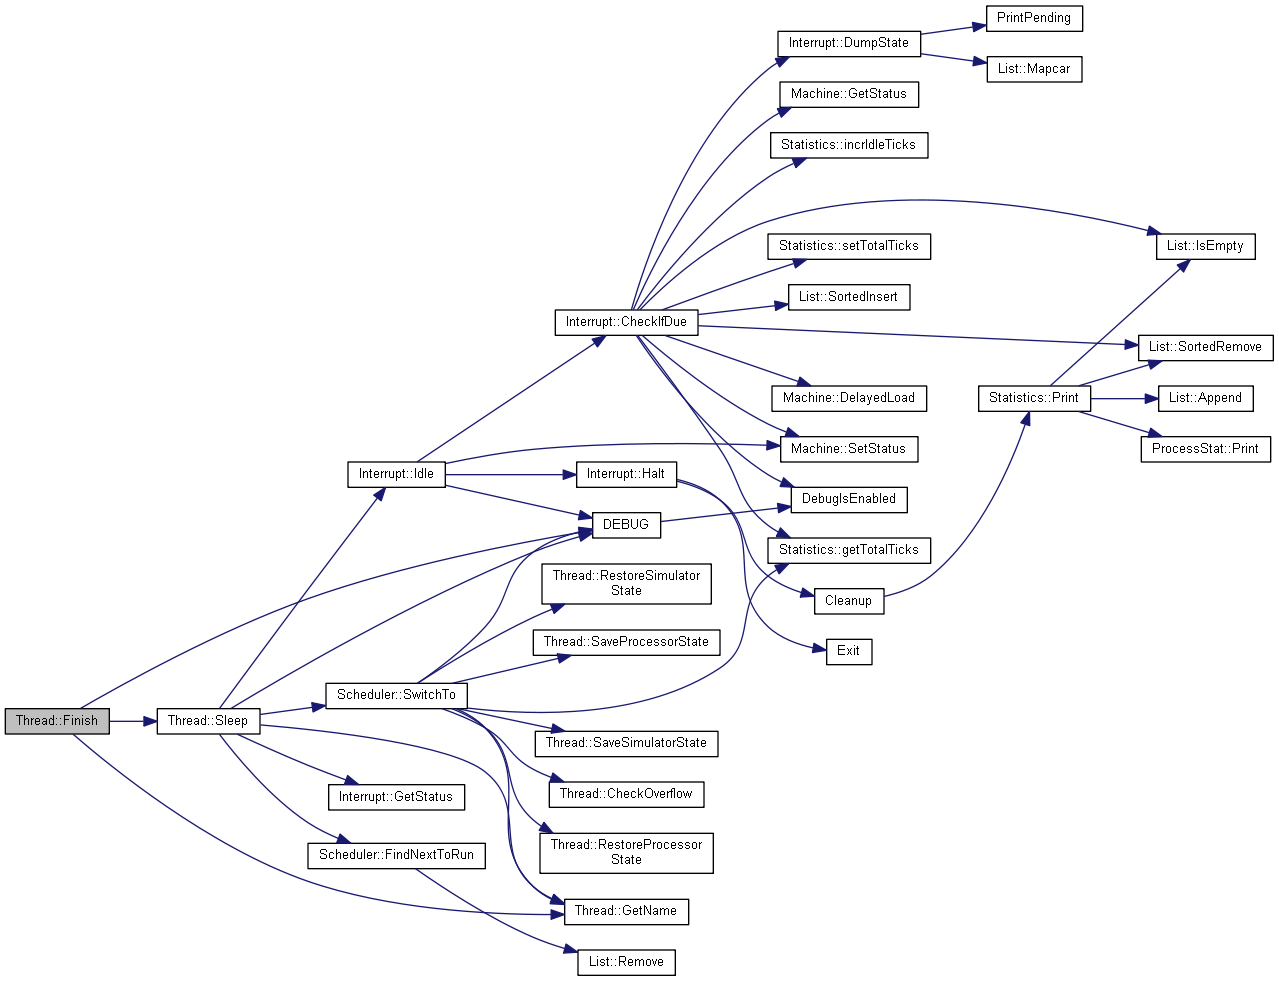 PrintPending
Interrupt::DumpState
List::Mapcar
Machine::GetStatus
Statistics::incrIdleTicks
Statistics::setTotalTicks
List::IsEmpty
List::SortedInsert
Interrupt::CheckIfDue
List::SortedRemove
Machine::DelayedLoad
Statistics::Print
List::Append
Machine::SetStatus
ProcessStat::Print
Interrupt::Idle
Interrupt::Halt
DebugIsEnabled
DEBUG
Statistics::getTotalTicks
Thread::RestoreSimulator
State
Cleanup
Thread::SaveProcessorState
Exit
Scheduler::SwitchTo
Thread::Finish
Thread::Sleep
Thread::SaveSimulatorState
Interrupt::GetStatus
Thread::CheckOverflow
Thread::RestoreProcessor
State
Scheduler::FindNextToRun
Thread::GetName
List::Remove